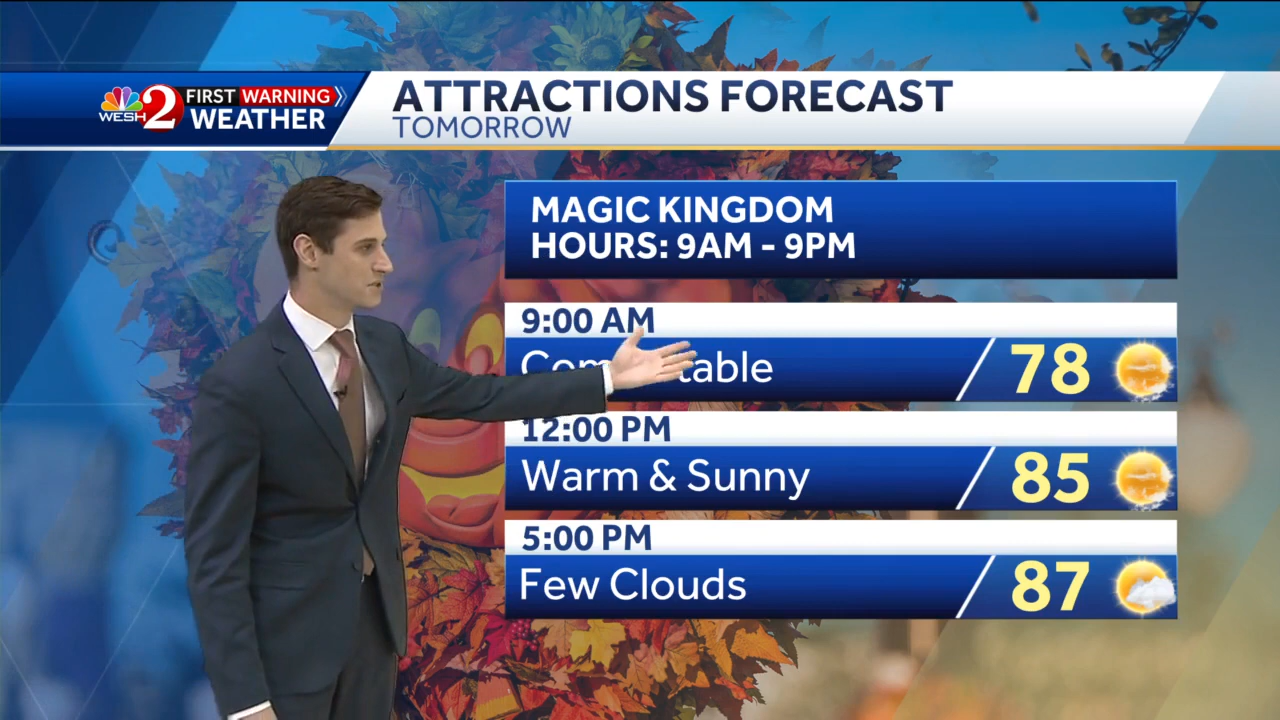 WESH 2 FIRST WARNING WEATHER
ATTRACTIONS FORECAST
TOMORROW
MAGIC KINGDOM
HOURS: 9AM - 9PM
9:00 AM
78
12:00 PM
Warm & Sunny 85
5:00 PM
Few Clouds 87